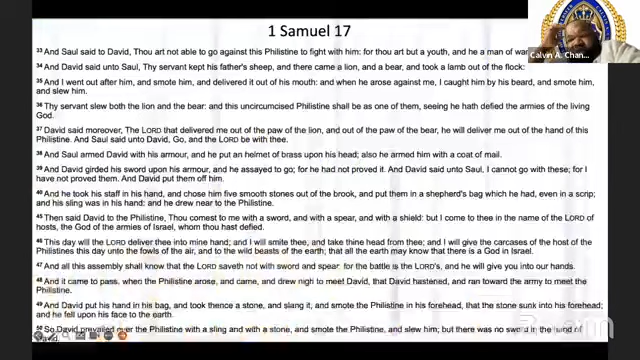 1 Samuel 17
33 And Saul said to David, Thou art not able to go against this Philistine to fight with him: for thou art but a youth, and he a man of war
34 And David said unto Saul, Thy servant kept his father's sheep, and there came a lion, and a bear, and took a lamb out of the flock:
35 And I went out after him, and smote him, and delivered it out of his mouth: and when he arose against me, I caught him by his beard, and smote him,
and slew him.
36 Thy servant slew both the lion and the bear: and this uncircumcised Philistine shall be as one of them, seeing he hath defied the armies of the living
God.
37 David said moreover, The LORD that delivered me out of the paw of the lion, and out of the paw of the bear, he will deliver me out of the hand of this
Philistine. And Saul said unto David, Go, and the LORD be with thee.
38 And Saul armed David with his armour, and he put an helmet of brass upon his head; also he armed him with a coat of mail.
39 And David girded his sword upon his armour, and he assayed to go; for he had not proved it. And David said unto Saul, I cannot go with these; for I
have not proved them. And David put them off him.
40 And he took his staff in his hand, and chose him five smooth stones out of the brook, and put them in a shepherd's bag which he had, even in a scrip;
and his sling was in his hand: and he drew near to the Philistine.
45 Then said David to the Philistine, Thou comest to me with a sword, and with a spear, and with a shield: but I come to thee in the name of the LORD of
hosts, the God of the armies of Israel, whom thou hast defied.
46 This day will the LORD deliver thee into mine hand; and I will smite thee, and take thine head from thee; and I will give the carcases of the host of the
Philistines this day unto the fowls of the air, and to the wild beasts of the earth; that all the earth may know that there is a God in Israel.
47 And all this assembly shall know that the LORD saveth not with sword and spear: for the battle is the LORD's, and he will give you into our hands.
48 And it came to pass, when the Philistine arose, and came, and drew nigh to meet David, that David hastened, and ran toward the army to meet the
Philistine.
49 And David put his hand in his bag, and took thence a stone, and slang it, and smote the Philistine in his forehead, that the stone sunk into his forehead;
and he fell upon his face to the earth.
50 So David prevailed over the Philistine with a sling and with a stone, and smote the Philistine, and slew him; but there was no sword in the hand of
David.
Calvin A. Chan...
zoom